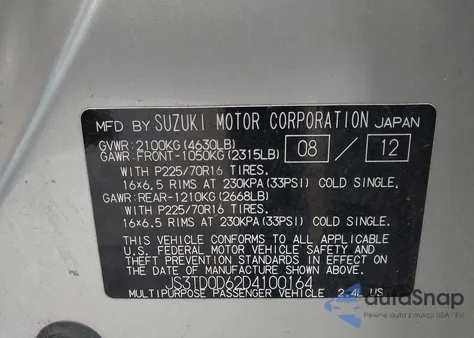 MFD BY SUZUKI MOTOR CORPORATION JAPAN
GVWR: 2100KG(4630LB)
GAWR: FRONT-1050KG(2315LB) 08 / 12
WITH P225/70R16 TIRES.
16x6.5 RIMS AT 230KPA(33PSI) COLD SINGLE.
GAWR: REAR-1210KG(2668LB)
WITH P225/70R16 TIRES.
16x6.5 RIMS AT 230KPA(33PSI) COLD SINGLE.
THIS VEHICLE CONFORMS TO ALL APPLICABLE
U.S. FEDERAL MOTOR VEHICLE SAFETY AND
THEFT PREVENTION STANDARDS IN EFFECT
ON THE DATE OF MANUFACTURE SHOWN ABOVE.
JS3TD0D62D4100164
MULTIPURPOSE PASSENGER VEHICLE 2.4L US
autoSnap